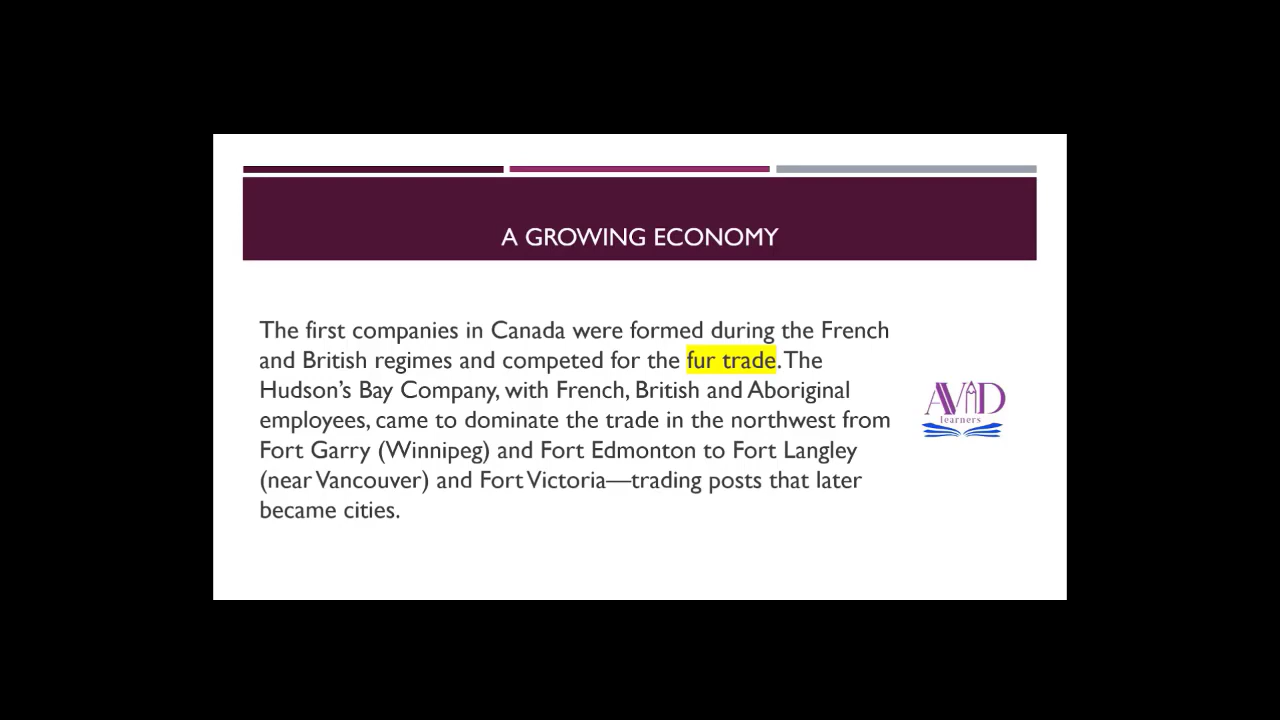 A GROWING ECONOMY
The first companies in Canada were formed during the French
and British regimes and competed for the fur trade. The
Hudson’s Bay Company, with French, British and Aboriginal
employees, came to dominate the trade in the northwest from
Fort Garry (Winnipeg) and Fort Edmonton to Fort Langley
(near Vancouver) and Fort Victoria—trading posts that later
became cities.
AViD
learners